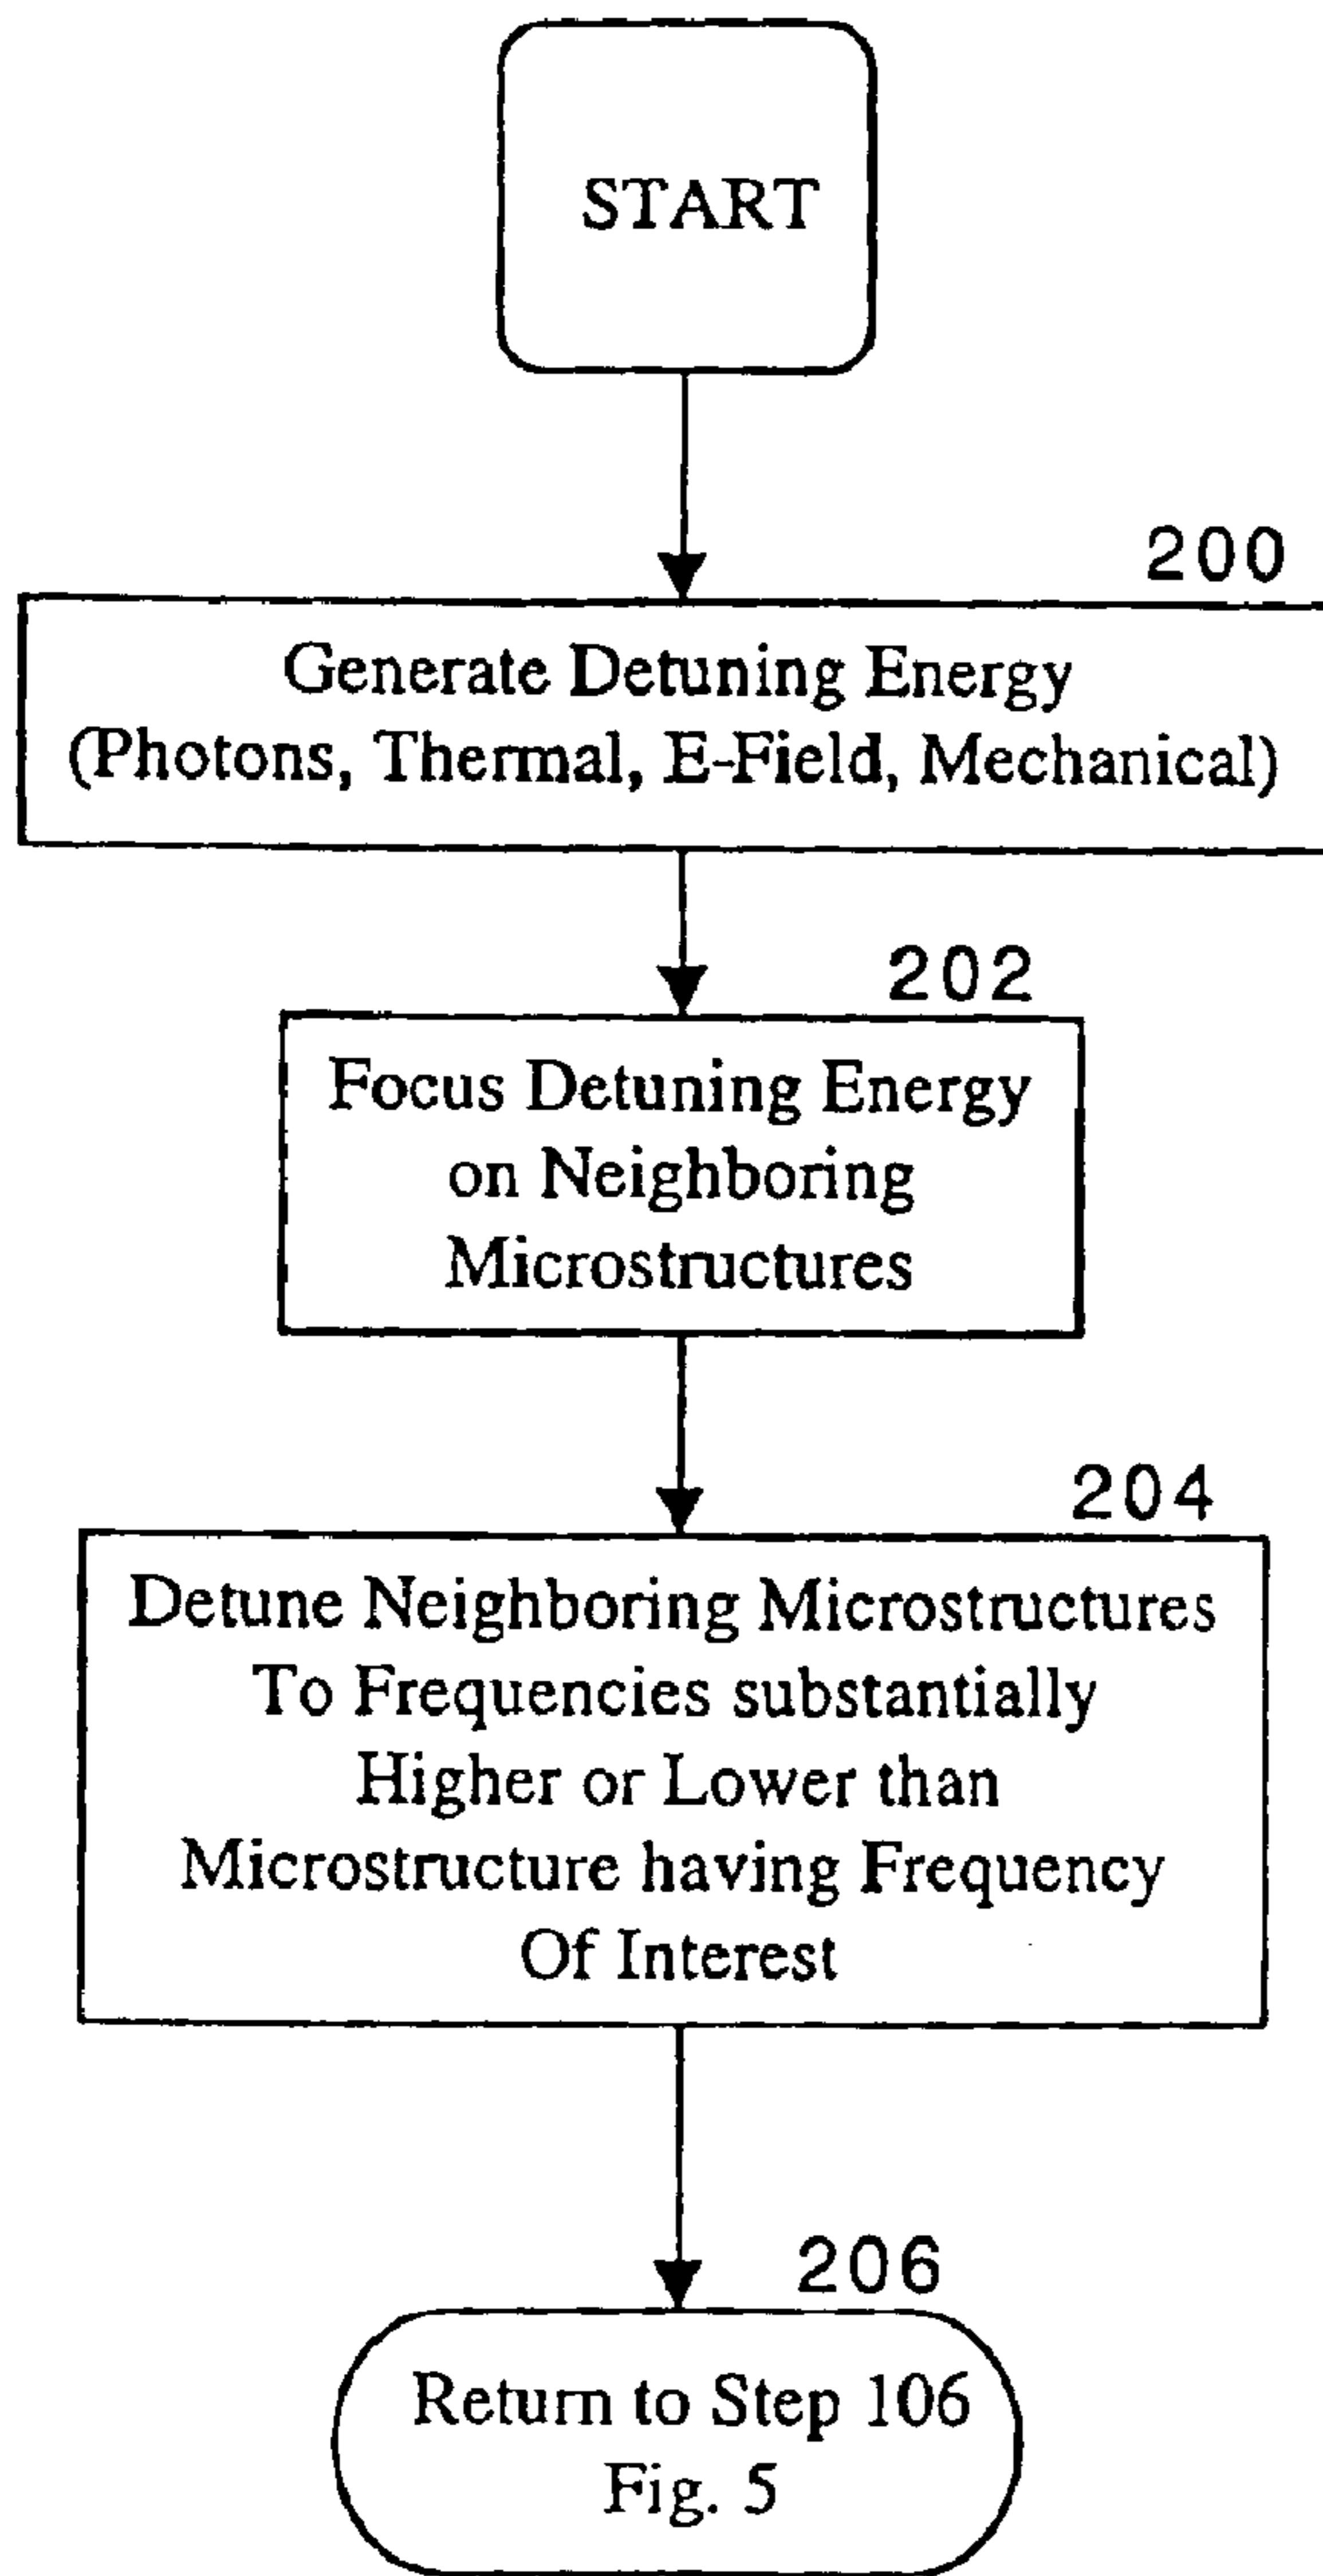 START
200
Generate Detuning Energy
(Photons, Thermal, E-Field, Mechanical)
202
Focus Detuning Energy
on Neighboring
Microstructures
204
Detune Neighboring Microstructures
To Frequencies substantially
Higher or Lower than
Microstructure having Frequency
Of Interest
206
Return to Step 106
Fig. 5